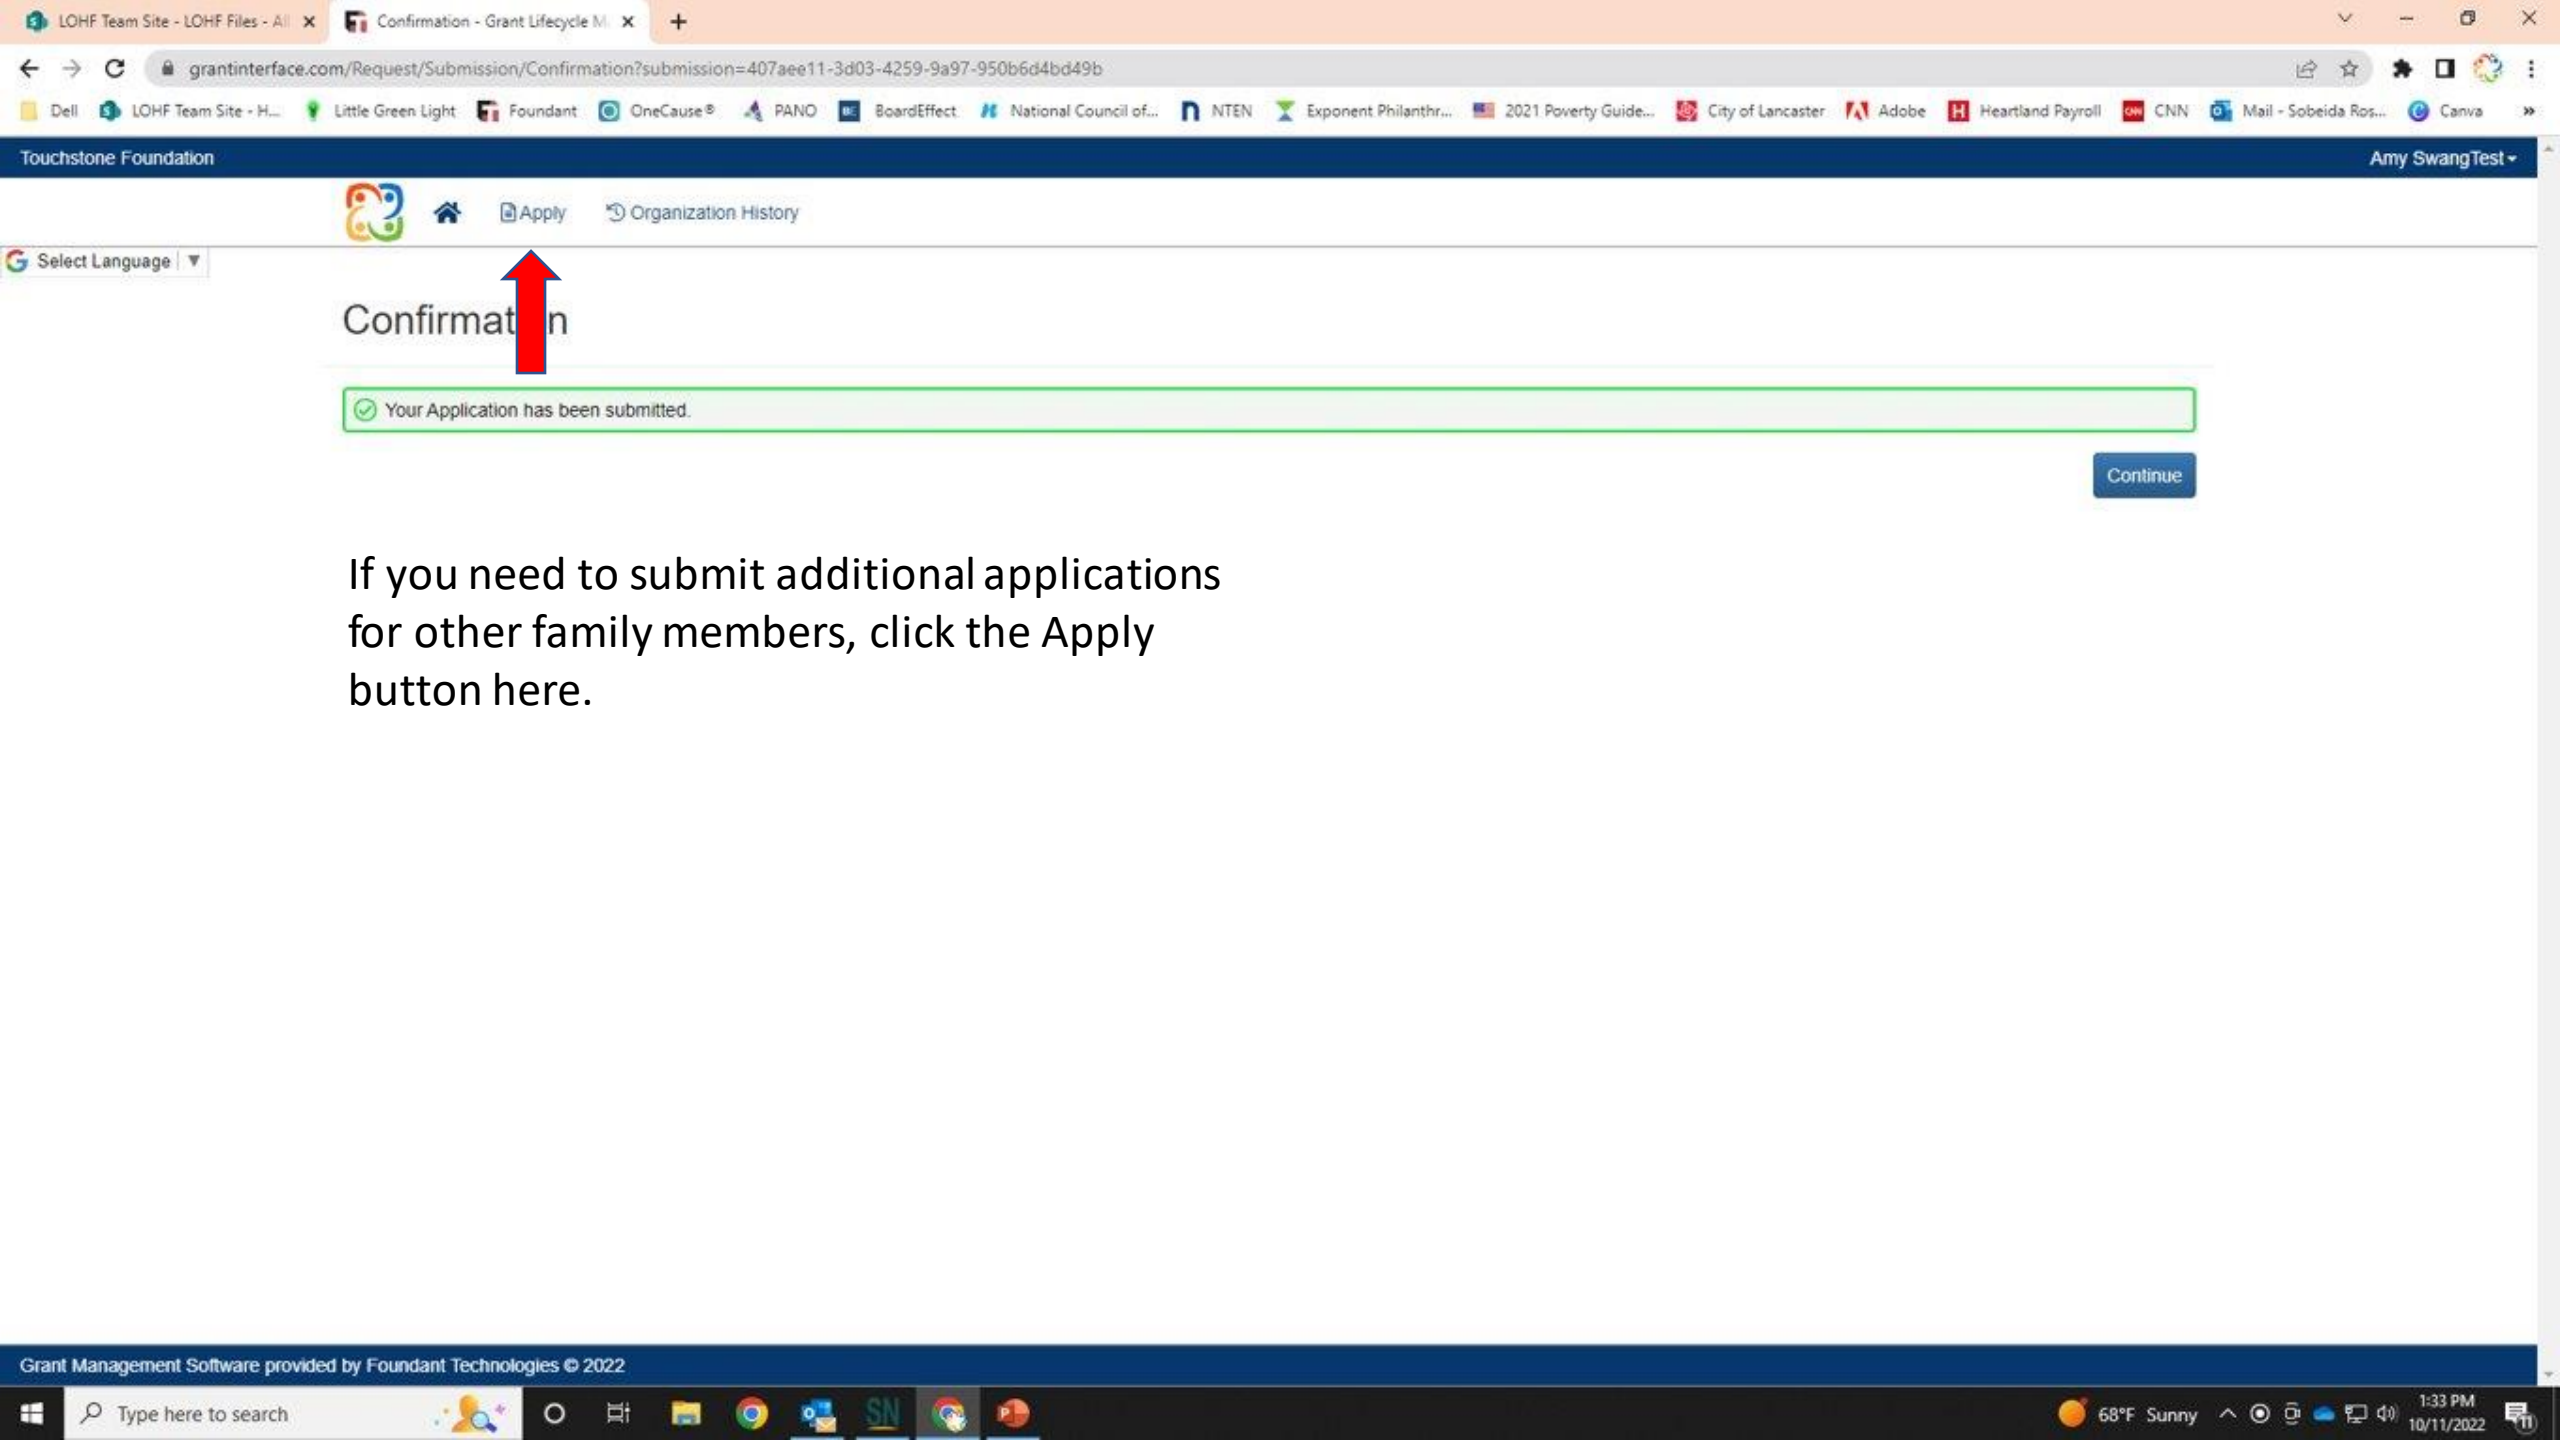 LOHF Team Site - LOHF Files - All
Confirmation - Grant Lifecycle M
grantinterface.com/Request/Submission/Confirmation?submission=407aee11-3d03-4259-9a97-950b6d4bd49b
Dell LOHF Team Site - H... Little Green Light Foundant OneCause® PANO BoardEffect National Council of... NTEN Exponent Philanthr... 2021 Poverty Guide... City of Lancaster Adobe Heartland Payroll CNN Mail - Sobeida Ros... Canva »
Touchstone Foundation Amy SwangTest
Apply Organization History
Select Language
Confirmat n
Your Application has been submitted.
Continue
If you need to submit additional applications
for other family members, click the Apply
button here.
Grant Management Software provided by Foundant Technologies © 2022
Type here to search
SN
68°F Sunny
1:33 PM
10/11/2022
11